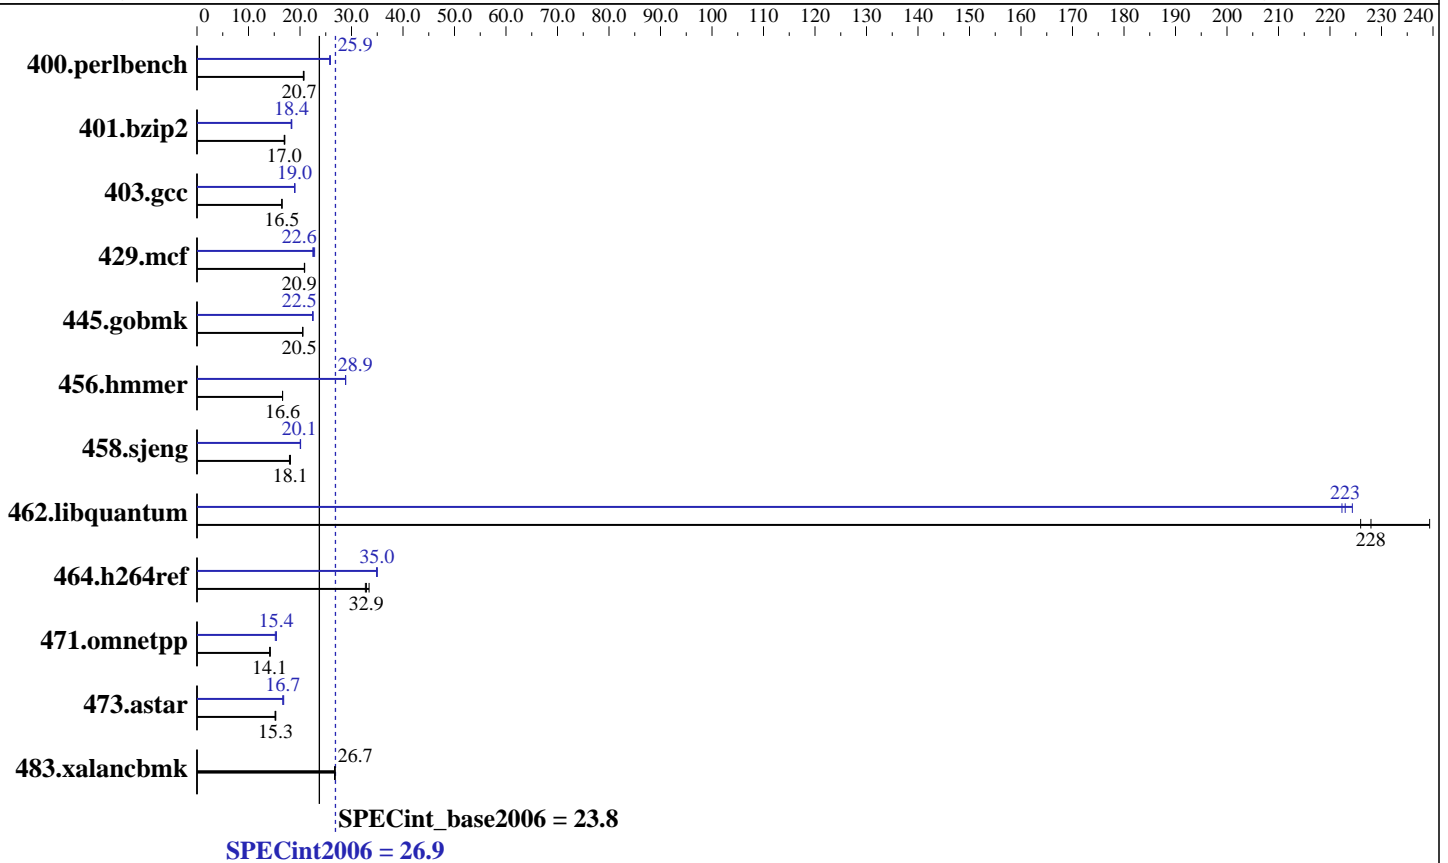 0 10.0 20.0 30.0 40.0 50.0 60.0 70.0 80.0 90.0 100 110 120 130 140 150 160 170 180 190 200 210 220 230 240
400.perlbench
25.9
20.7
401.bzip2
18.4
17.0
403.gcc
19.0
16.5
429.mcf
22.6
20.9
445.gobmk
22.5
20.5
456.hmmer
28.9
16.6
458.sjeng
20.1
18.1
462.libquantum
223
228
464.h264ref
35.0
32.9
471.omnetpp
15.4
14.1
473.astar
16.7
15.3
483.xalancbmk
26.7
SPECint_base2006 = 23.8
SPECint2006 = 26.9